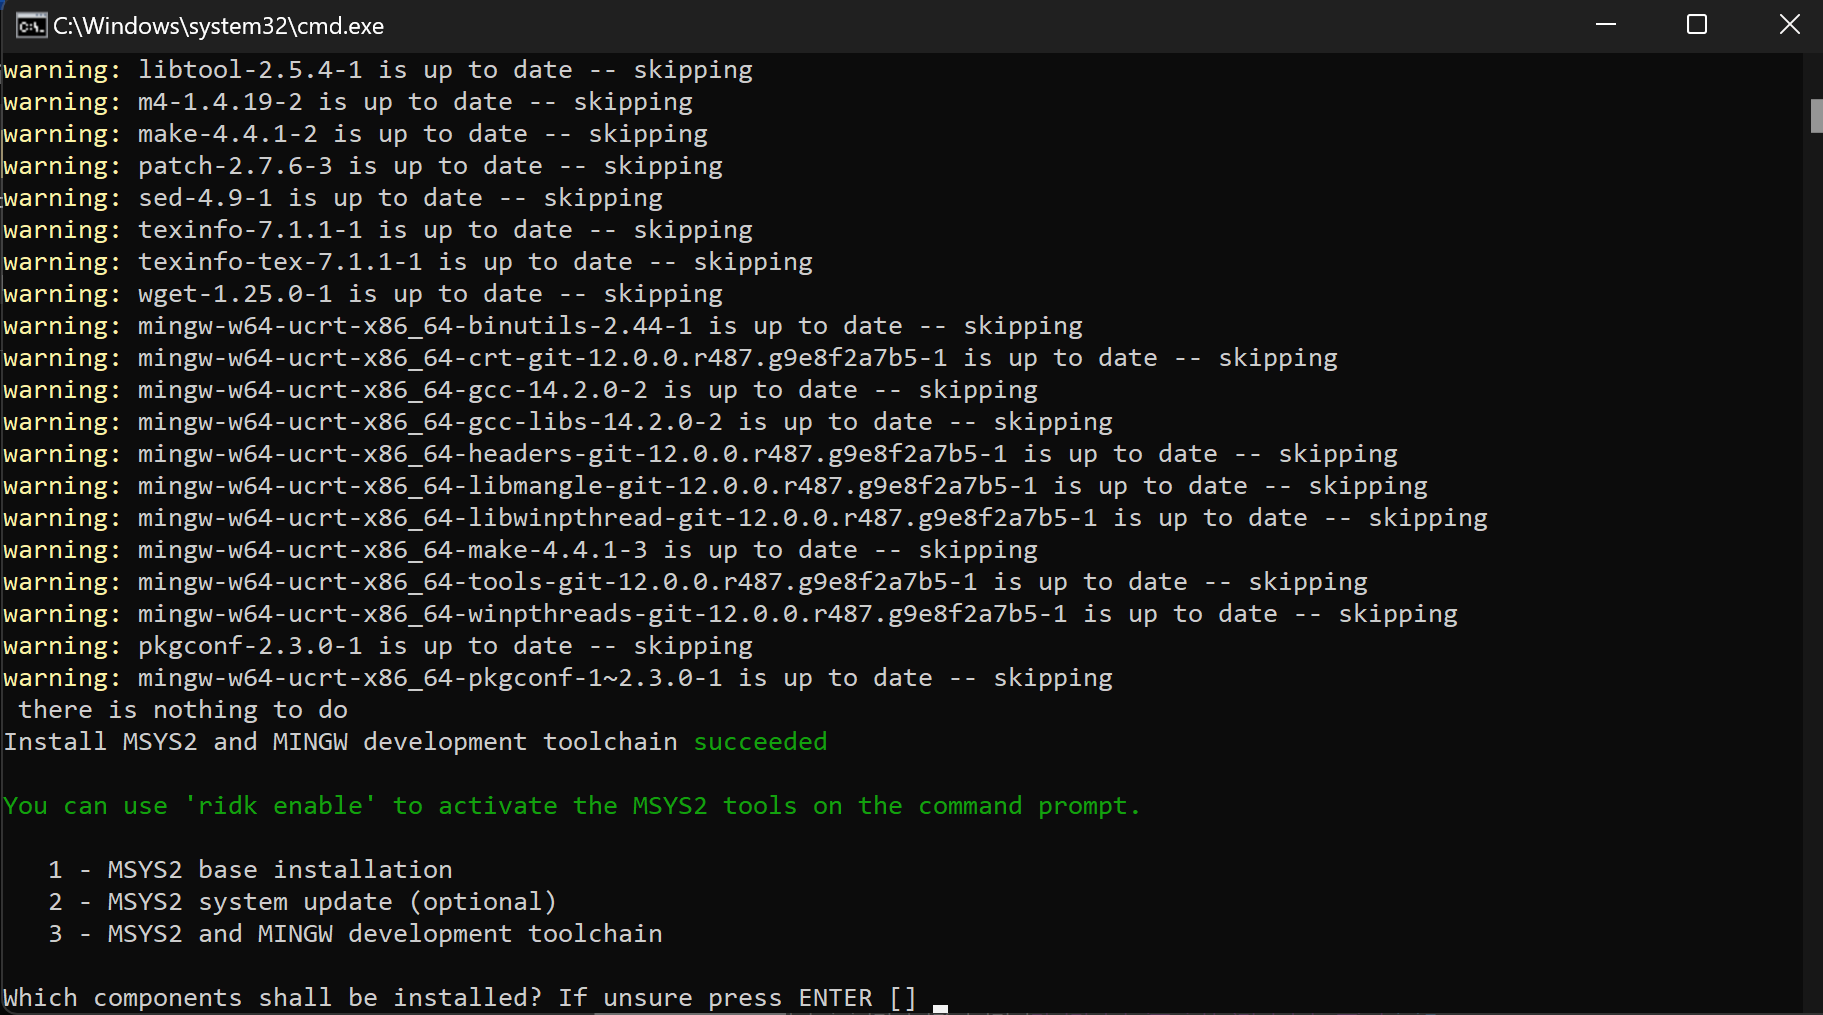 C:\Windows\system32\cmd.exe
warning: libtool-2.5.4-1 is up to date -- skipping
warning: m4-1.4.19-2 is up to date -- skipping
warning: make-4.4.1-2 is up to date -- skipping
warning: patch-2.7.6-3 is up to date -- skipping
warning: sed-4.9-1 is up to date -- skipping
warning: texinfo-7.1.1-1 is up to date -- skipping
warning: texinfo-tex-7.1.1-1 is up to date -- skipping
warning: wget-1.25.0-1 is up to date -- skipping
warning: mingw-w64-ucrt-x86_64-binutils-2.44-1 is up to date -- skipping
warning: mingw-w64-ucrt-x86_64-crt-git-12.0.0.r487.g9e8f2a7b5-1 is up to date -- skipping
warning: mingw-w64-ucrt-x86_64-gcc-14.2.0-2 is up to date -- skipping
warning: mingw-w64-ucrt-x86_64-gcc-libs-14.2.0-2 is up to date -- skipping
warning: mingw-w64-ucrt-x86_64-headers-git-12.0.0.r487.g9e8f2a7b5-1 is up to date -- skipping
warning: mingw-w64-ucrt-x86_64-libmangle-git-12.0.0.r487.g9e8f2a7b5-1 is up to date -- skipping
warning: mingw-w64-ucrt-x86_64-libwinpthread-git-12.0.0.r487.g9e8f2a7b5-1 is up to date -- skipping
warning: mingw-w64-ucrt-x86_64-make-4.4.1-3 is up to date -- skipping
warning: mingw-w64-ucrt-x86_64-tools-git-12.0.0.r487.g9e8f2a7b5-1 is up to date -- skipping
warning: mingw-w64-ucrt-x86_64-winpthreads-git-12.0.0.r487.g9e8f2a7b5-1 is up to date -- skipping
warning: pkgconf-2.3.0-1 is up to date -- skipping
warning: mingw-w64-ucrt-x86_64-pkgconf-1~2.3.0-1 is up to date -- skipping
there is nothing to do
Install MSYS2 and MINGW development toolchain succeeded
You can use 'ridk enable' to activate the MSYS2 tools on the command prompt.
1 - MSYS2 base installation
2 - MSYS2 system update (optional)
3 - MSYS2 and MINGW development toolchain
Which components shall be installed? If unsure press ENTER []